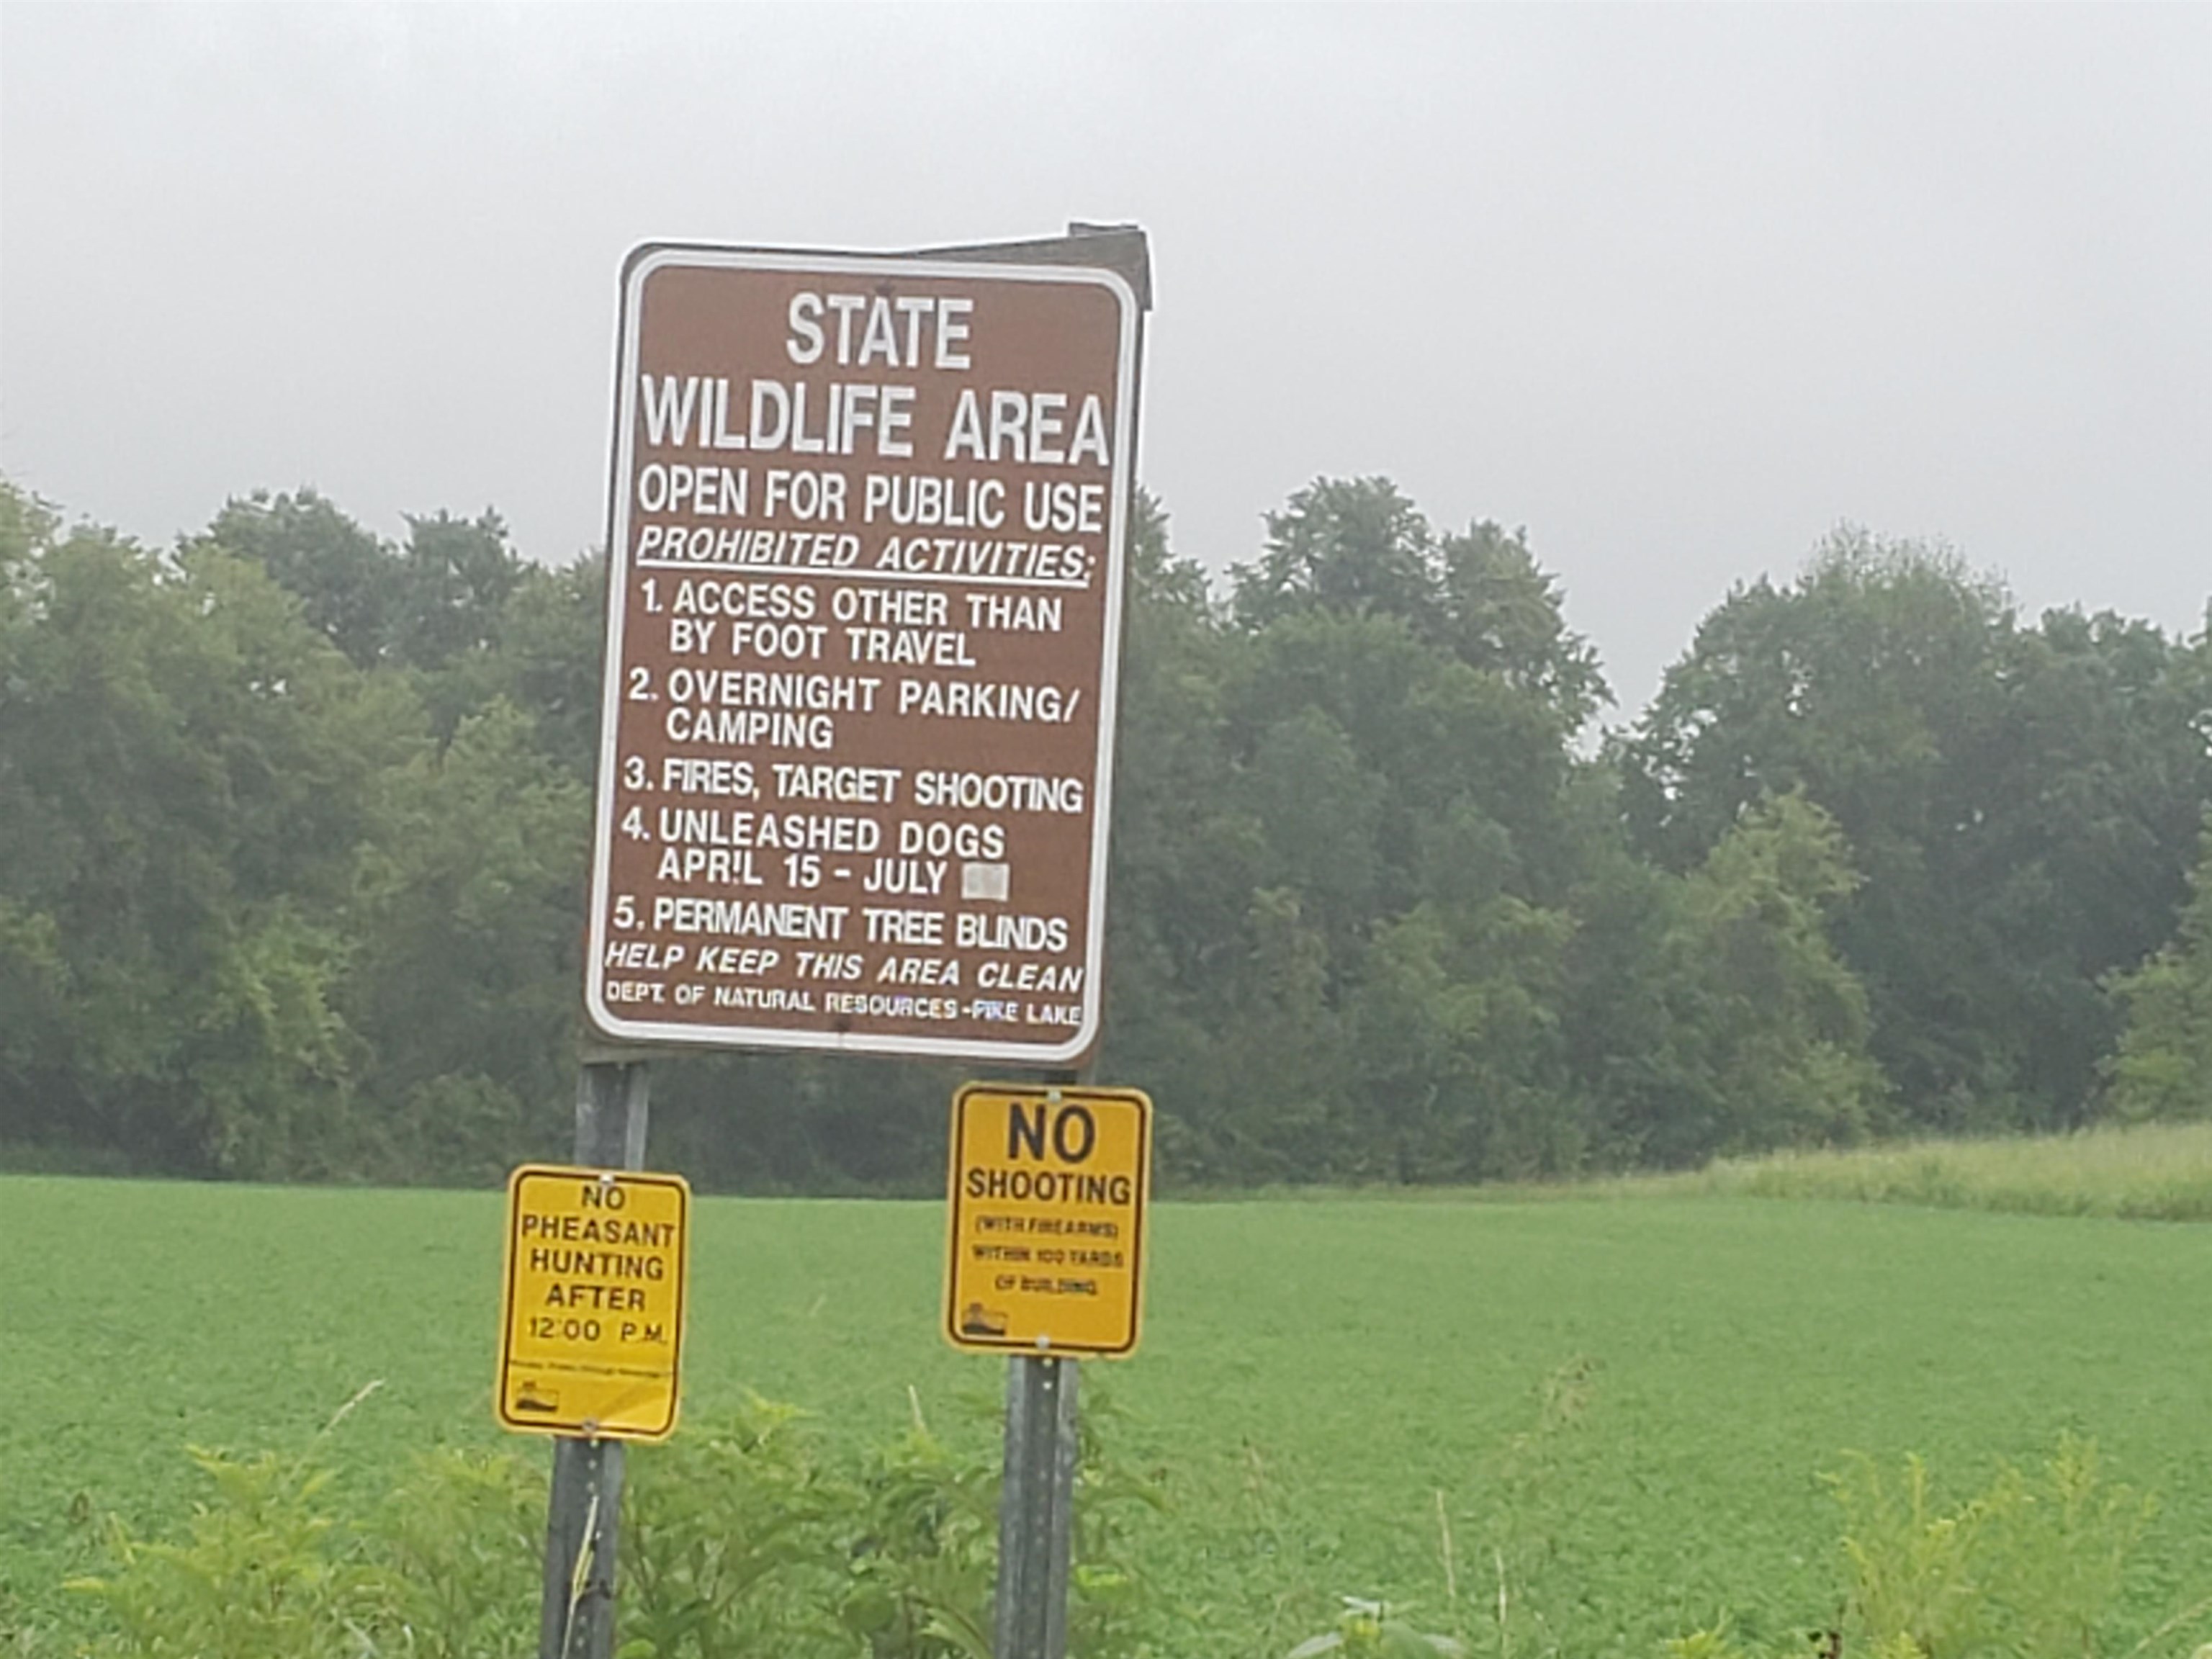 STATE
WILDLIFE AREA
OPEN FOR PUBLIC USE
PROHIBITED ACTIVITIES:
1. ACCESS OTHER THAN
BY FOOT TRAVEL
2. OVERNIGHT PARKING/
CAMPING
3. FIRES, TARGET SHOOTING
4. UNLEASHED DOGS
APRIL 15 - JULY
5. PERMANENT TREE BLINDS
HELP KEEP THIS AREA CLEAN
DEPT. OF NATURAL RESOURCES-PIKE LAKE
NO
SHOOTING
(WITH FIREARMS)
WITHIN 100 YARDS
OF BUILDING
NO
PHEASANT
HUNTING
AFTER
12:00 P.M.